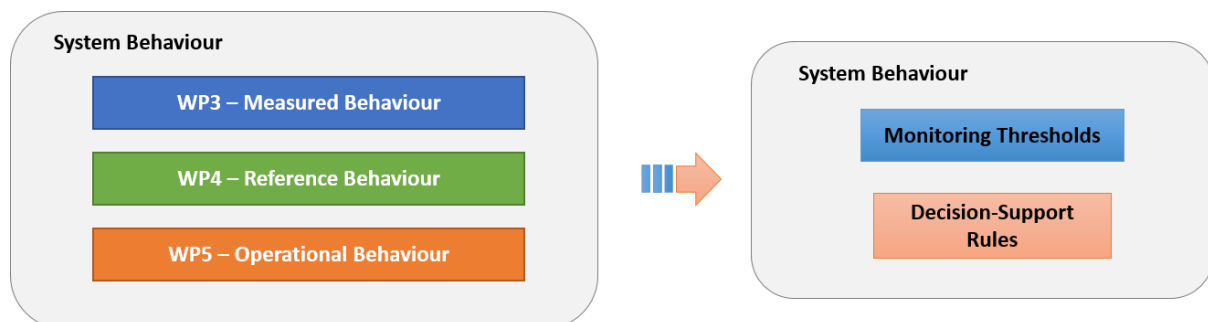 System Behaviour
WP3 – Measured Behaviour
WP4 – Reference Behaviour
WP5 – Operational Behaviour
System Behaviour
Monitoring Thresholds
Decision-Support
Rules